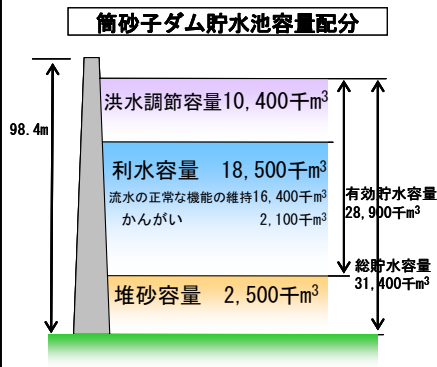 筒砂子ダム貯水池容量配分
洪水調節容量10,400千m³
98.4m
利水容量 18,500千m³
流水の正常な機能の維持16,400千m³
かんがい 2,100千m³
有効貯水容量
28,900千m³
総貯水容量
31,400千m³
堆砂容量 2,500千m³